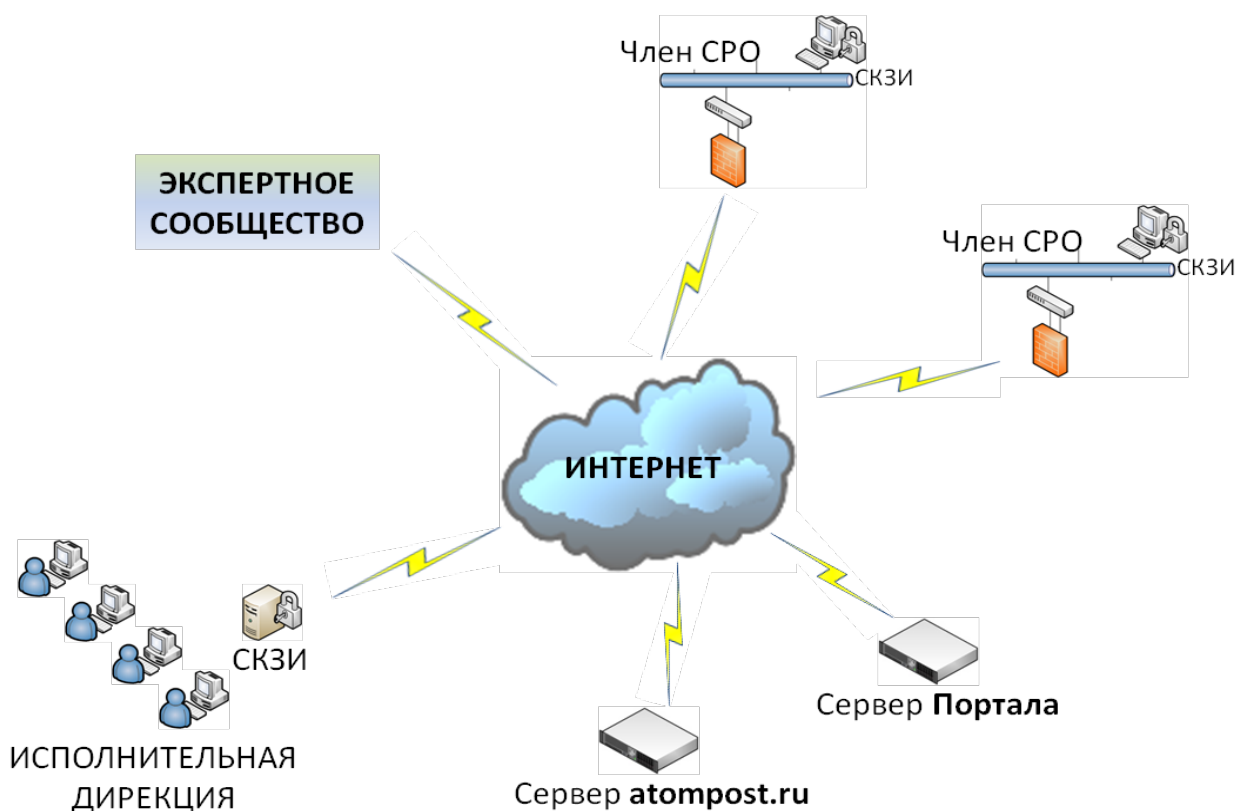 Член СРО
СКЗИ
ЭКСПЕРТНОЕ
СООБЩЕСТВО
Член СРО
СКЗИ
ИНТЕРНЕТ
СКЗИ
ИСПОЛНИТЕЛЬНАЯ
ДИРЕКЦИЯ
Сервер Портала
Сервер atompost.ru